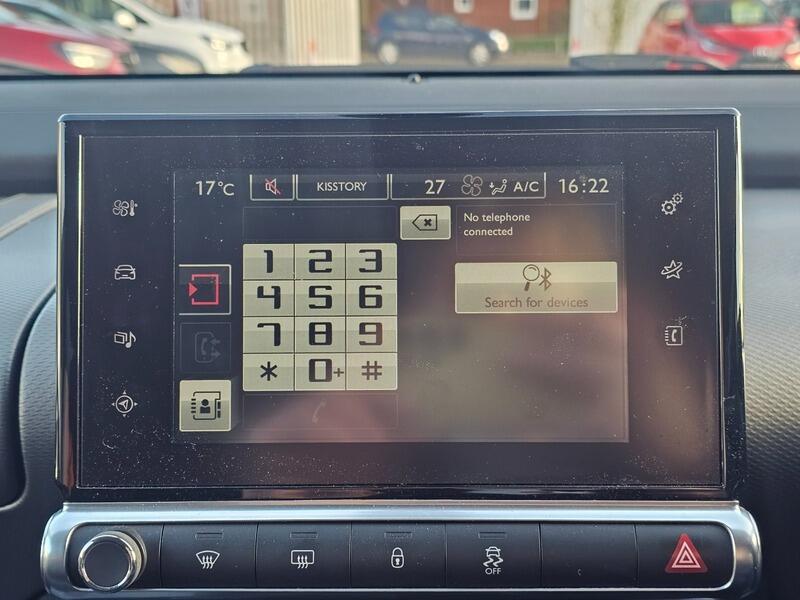 17°C
KISSTORY
27
A/C
16:22
No telephone
connected
Search for devices
1 2 3
4 5 6
7 8 9
* 0+ #
OFF